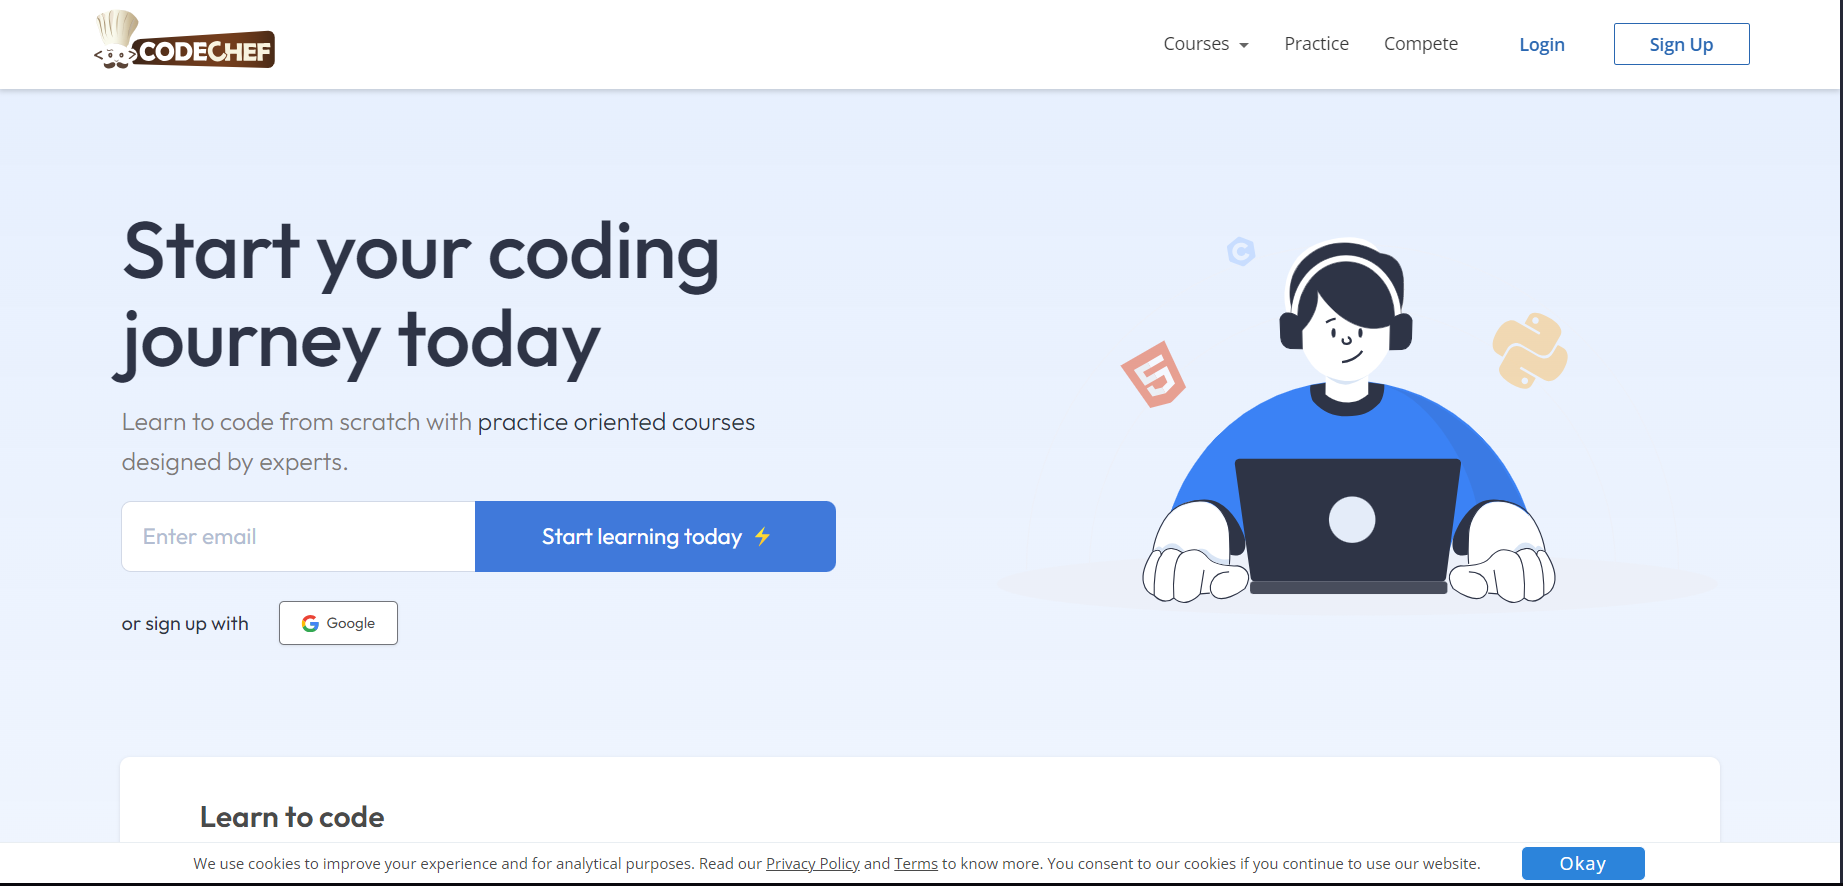 CODECHEF
Courses Practice Compete Login Sign Up
Start your coding
journey today
Learn to code from scratch with practice oriented courses
designed by experts.
Enter email Start learning today ⚡
or sign up with Google
Learn to code
We use cookies to improve your experience and for analytical purposes. Read our Privacy Policy and Terms to know more. You consent to our cookies if you continue to use our website. Okay